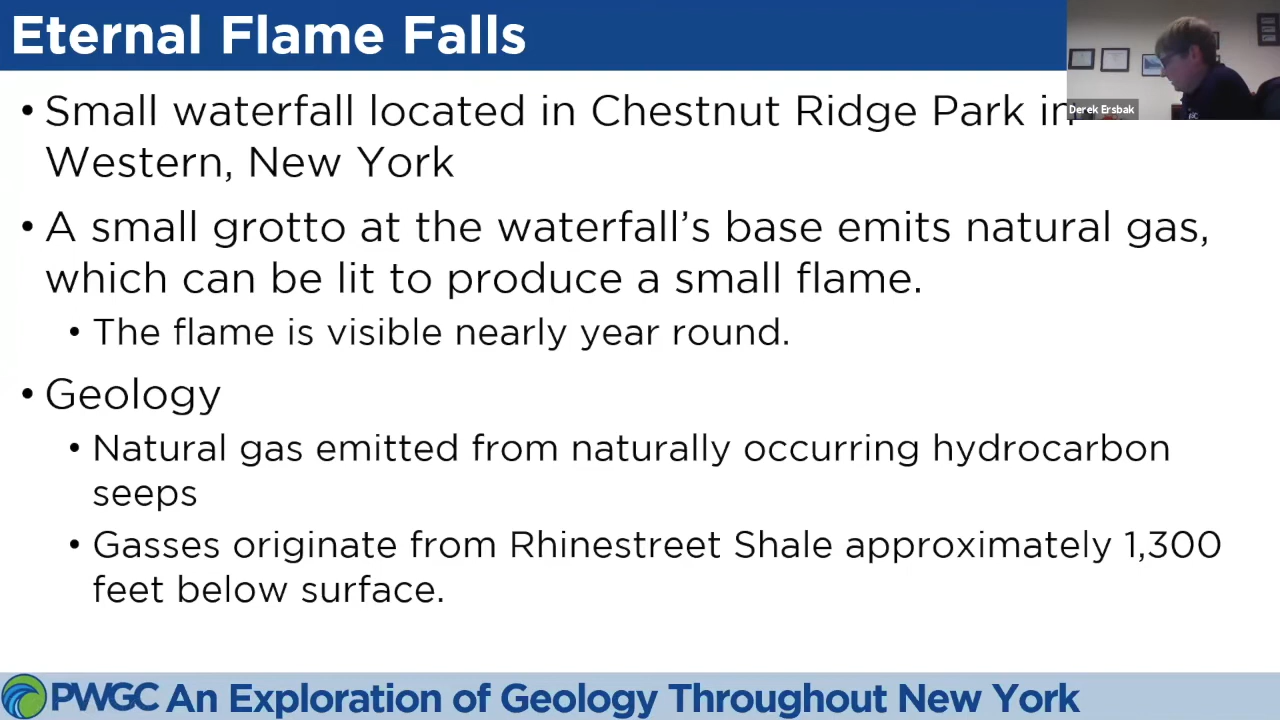 Eternal Flame Falls
Derek Ersbak
• Small waterfall located in Chestnut Ridge Park in
Western, New York
• A small grotto at the waterfall's base emits natural gas,
which can be lit to produce a small flame.
• The flame is visible nearly year round.
• Geology
• Natural gas emitted from naturally occurring hydrocarbon
seeps
• Gasses originate from Rhinestreet Shale approximately 1,300
feet below surface.
PWGC An Exploration of Geology Throughout New York